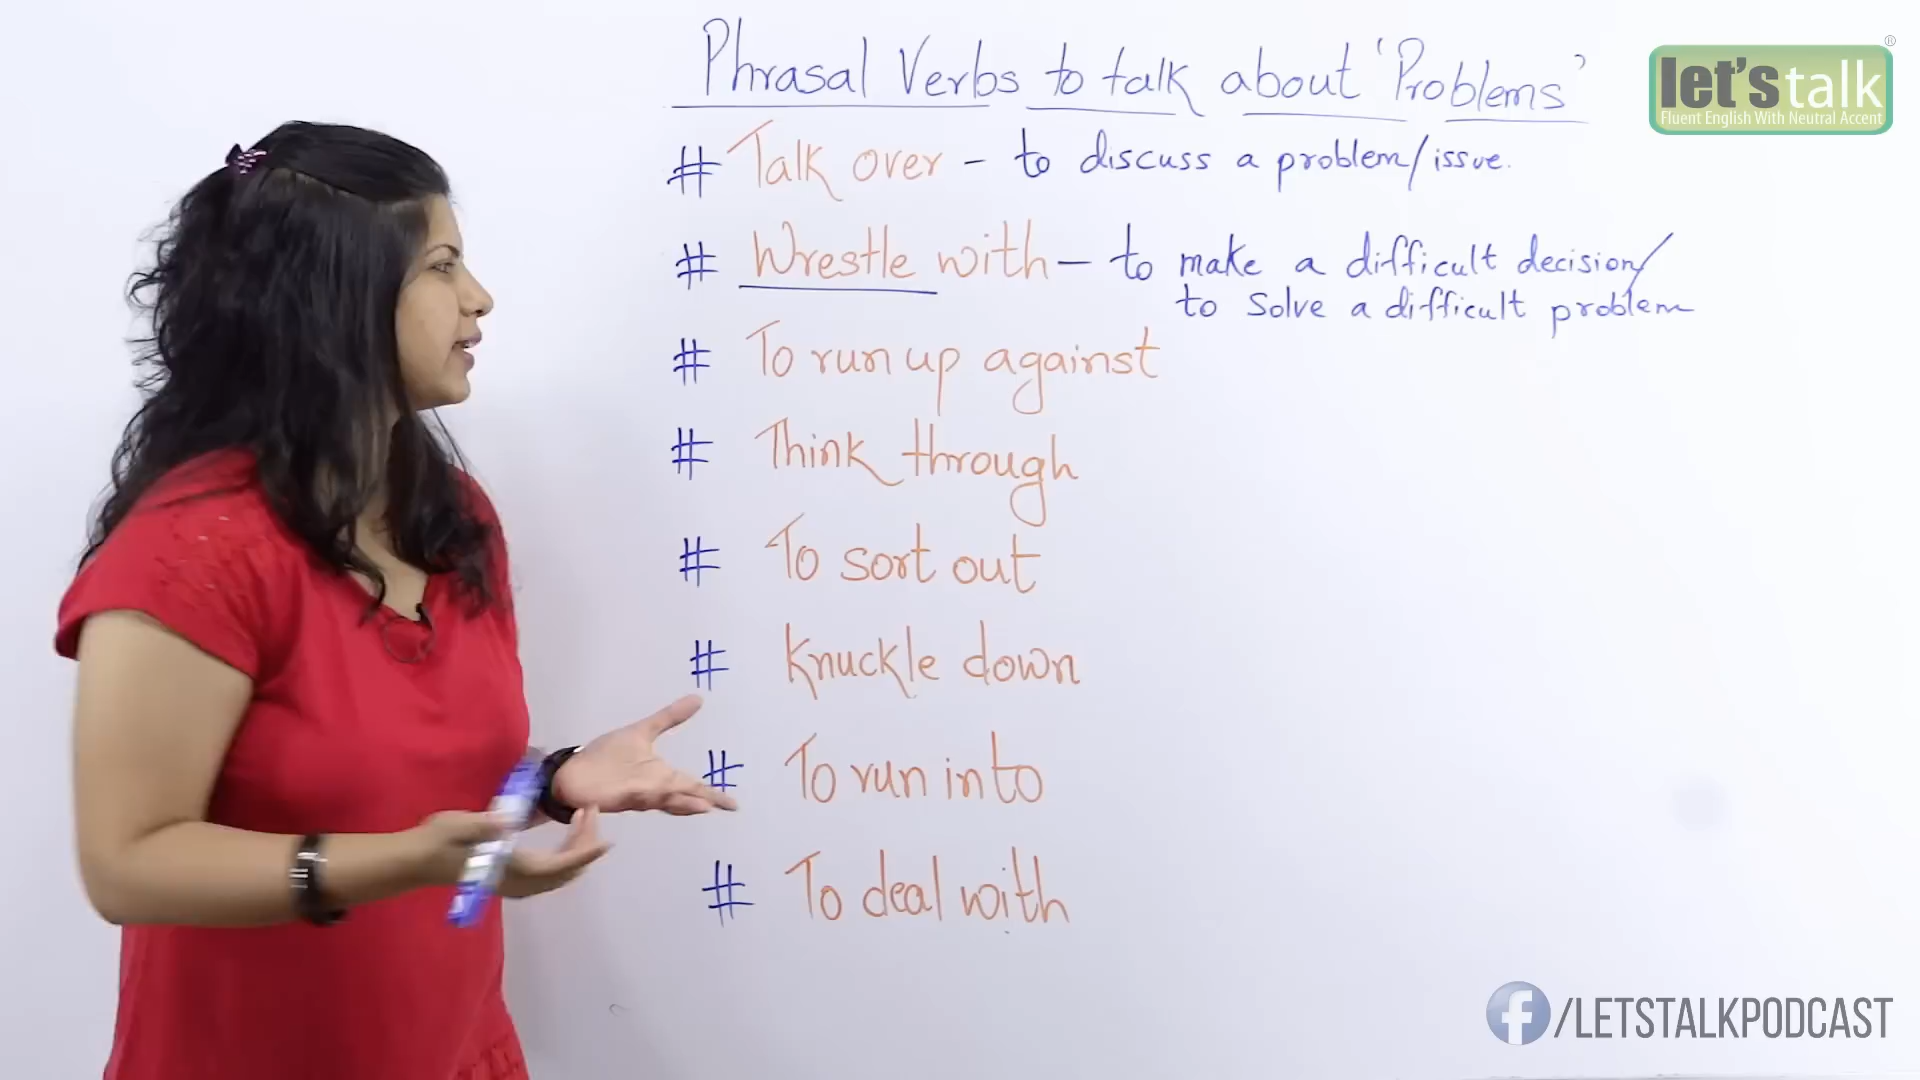 Phrasal Verbs to talk about 'Problems'
let's talk ®
Fluent English With Neutral Accent
# Talk over - to discuss a problem/issue.
# Wrestle with - to make a difficult decision/
to solve a difficult problem
# To run up against
# Think through
# To sort out
# Knuckle down
# To run into
# To deal with
f/LETSTALKPODCAST